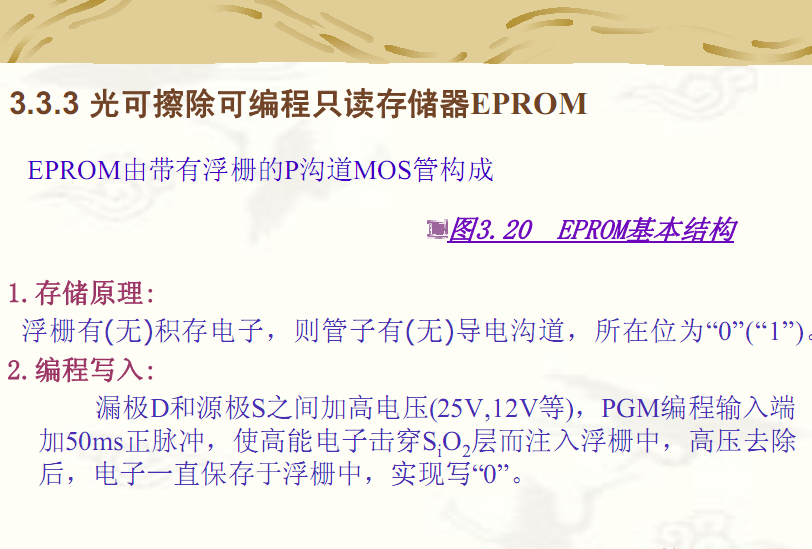 3.3.3 光可擦除可编程只读存储器EPROM
EPROM由带有浮栅的P沟道MOS管构成
图3.20 EPROM基本结构
1.存储原理:
浮栅有(无)积存电子，则管子有(无)导电沟道，所在位为“0”(“1”)。
2.编程写入:
漏极D和源极S之间加高电压(25V,12V等)，PGM编程输入端
加50ms正脉冲，使高能电子击穿SiO2层而注入浮栅中，高压去除
后，电子一直保存于浮栅中，实现写“0”。